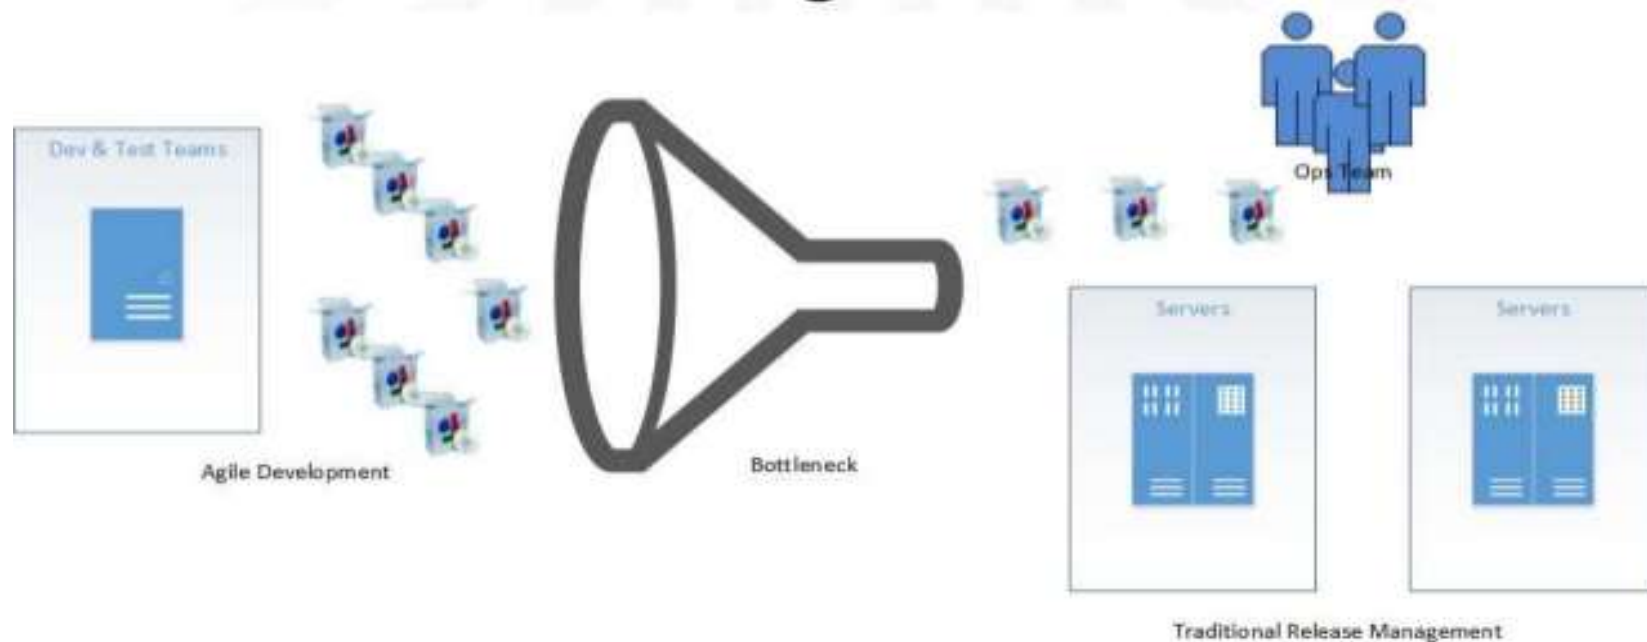 Dev & Test Teams
Agile Development
Bottleneck
Ops Team
Servers
Servers
Traditional Release Management